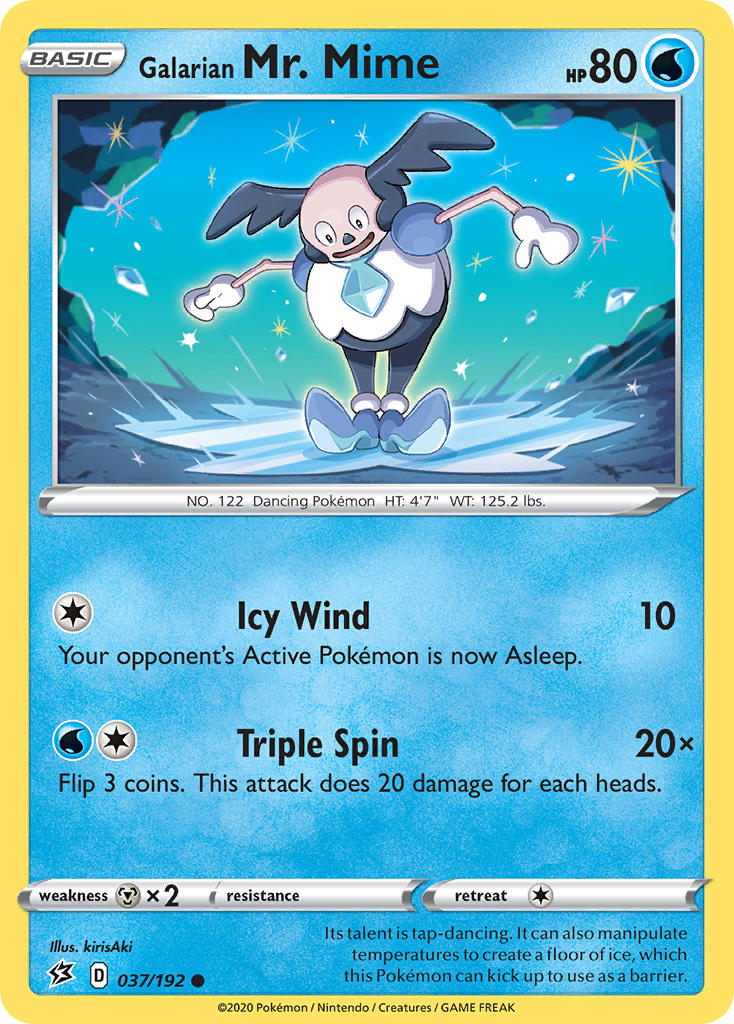 BASIC
Galarian Mr. Mime HP 80
NO. 122 Dancing Pokémon HT: 4'7" WT: 125.2 lbs.
Icy Wind 10
Your opponent's Active Pokémon is now Asleep.
Triple Spin 20×
Flip 3 coins. This attack does 20 damage for each heads.
weakness ×2 resistance retreat
Illus. kirisAki
Its talent is tap-dancing. It can also manipulate
temperatures to create a floor of ice, which
this Pokémon can kick up to use as a barrier.
D 037/192
©2020 Pokémon / Nintendo / Creatures / GAME FREAK